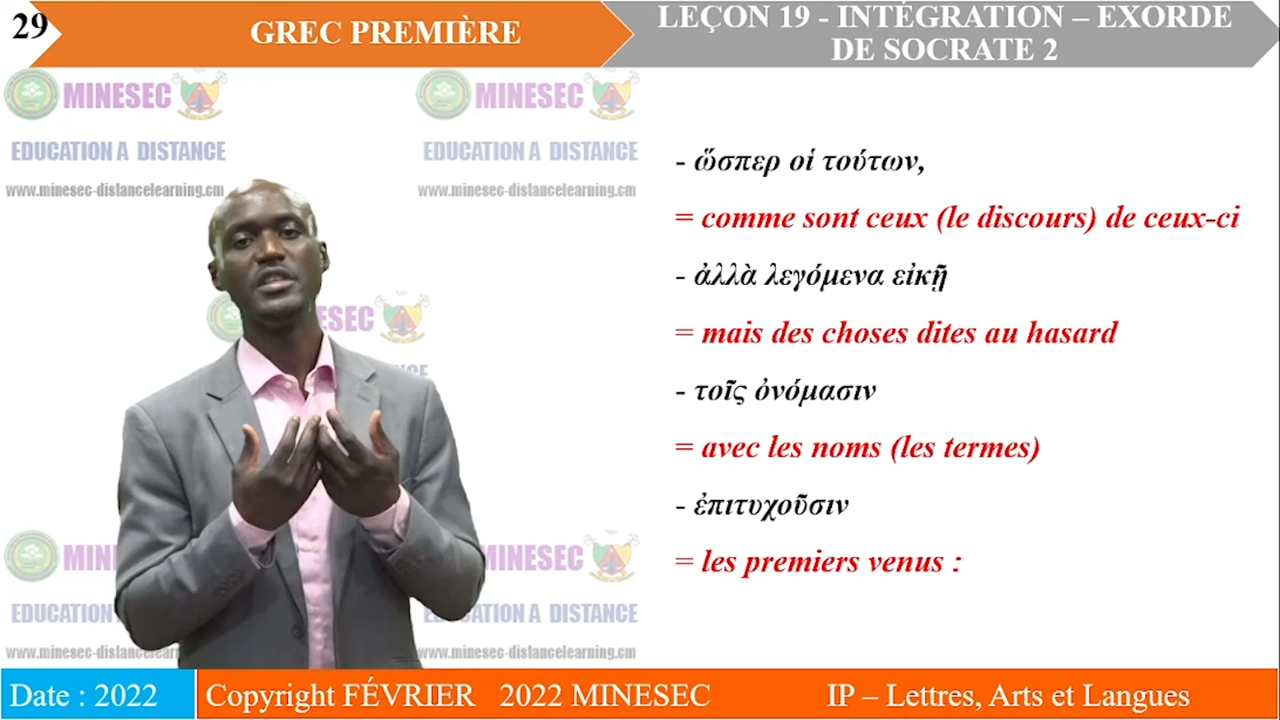 29
GREC PREMIÈRE
LEÇON 19 - INTÉGRATION – EXORDE
DE SOCRATE 2
MINESEC
EDUCATION A DISTANCE
www.minesec-distancelearning.cm
MINESEC
EDUCATION A DISTANCE
www.minesec-distancelearning.cm
- ὥσπερ οἱ τούτων,
= comme sont ceux (le discours) de ceux-ci
- ἀλλὰ λεγόμενα εἰκῇ
= mais des choses dites au hasard
- τοῖς ὀνόμασιν
= avec les noms (les termes)
- ἐπιτυχοῦσιν
= les premiers venus :
ESEC
CE
MIN
EDUCATION
www.minesec-distancelear
MINESEC
EDUCATION A DISTANCE
www.minesec-distancelearning.cm
Date : 2022
Copyright FÉVRIER 2022 MINESEC
IP – Lettres, Arts et Langues